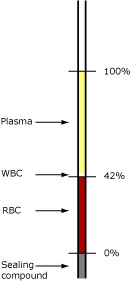 100%
Plasma
WBC
42%
RBC
0%
Sealing
compound